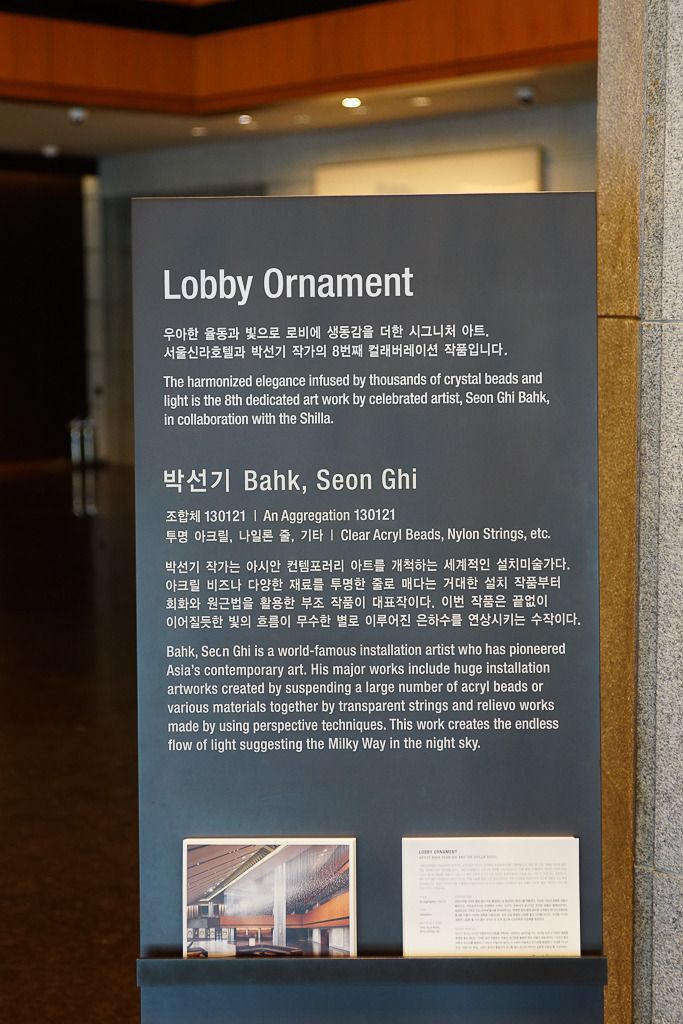 Lobby Ornament
우아한 율동과 빛으로 로비에 생동감을 더한 시그니처 아트.
서울신라호텔과 박선기 작가의 8번째 컬래버레이션 작품입니다.
The harmonized elegance infused by thousands of crystal beads and
light is the 8th dedicated art work by celebrated artist, Seon Ghi Bahk,
in collaboration with the Shilla.
박선기 Bahk, Seon Ghi
조합체 130121 | An Aggregation 130121
투명 아크릴, 나일론 줄, 기타 | Clear Acryl Beads, Nylon Strings, etc.
박선기 작가는 아시안 컨템포러리 아트를 개척하는 세계적인 설치미술가다.
아크릴 비즈나 다양한 재료를 투명한 줄로 매다는 거대한 설치 작품부터
회화와 원근법을 활용한 부조 작품이 대표작이다. 이번 작품은 끝없이
이어질듯한 빛의 흐름이 무수한 별로 이루어진 은하수를 연상시키는 수작이다.
Bahk, Seon Ghi is a world-famous installation artist who has pioneered
Asia's contemporary art. His major works include huge installation
artworks created by suspending a large number of acryl beads or
various materials together by transparent strings and relievo works
made by using perspective techniques. This work creates the endless
flow of light suggesting the Milky Way in the night sky.
LOBBY ORNAMENT